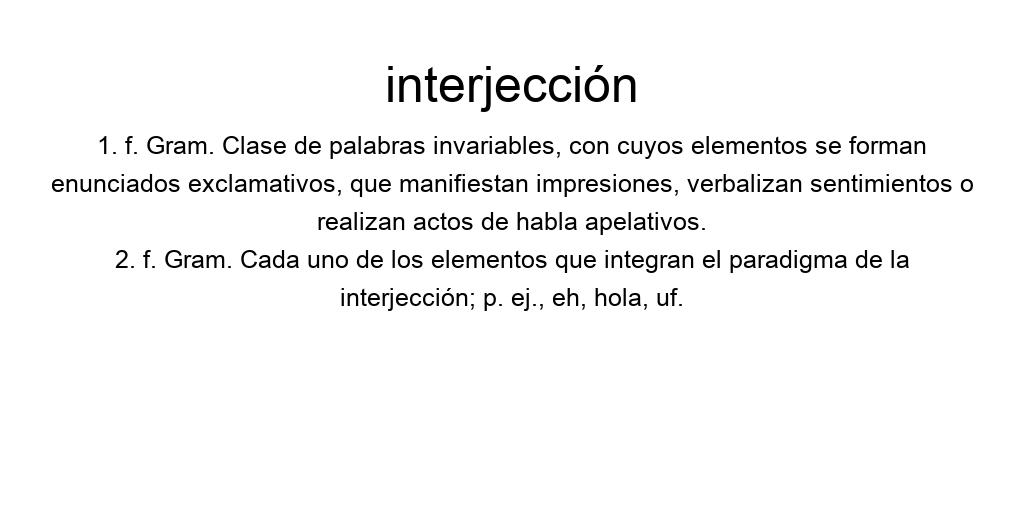 interjección
1. f. Gram. Clase de palabras invariables, con cuyos elementos se forman
enunciados exclamativos, que manifiestan impresiones, verbalizan sentimientos o
realizan actos de habla apelativos.
2. f. Gram. Cada uno de los elementos que integran el paradigma de la
interjección; p. ej., eh, hola, uf.